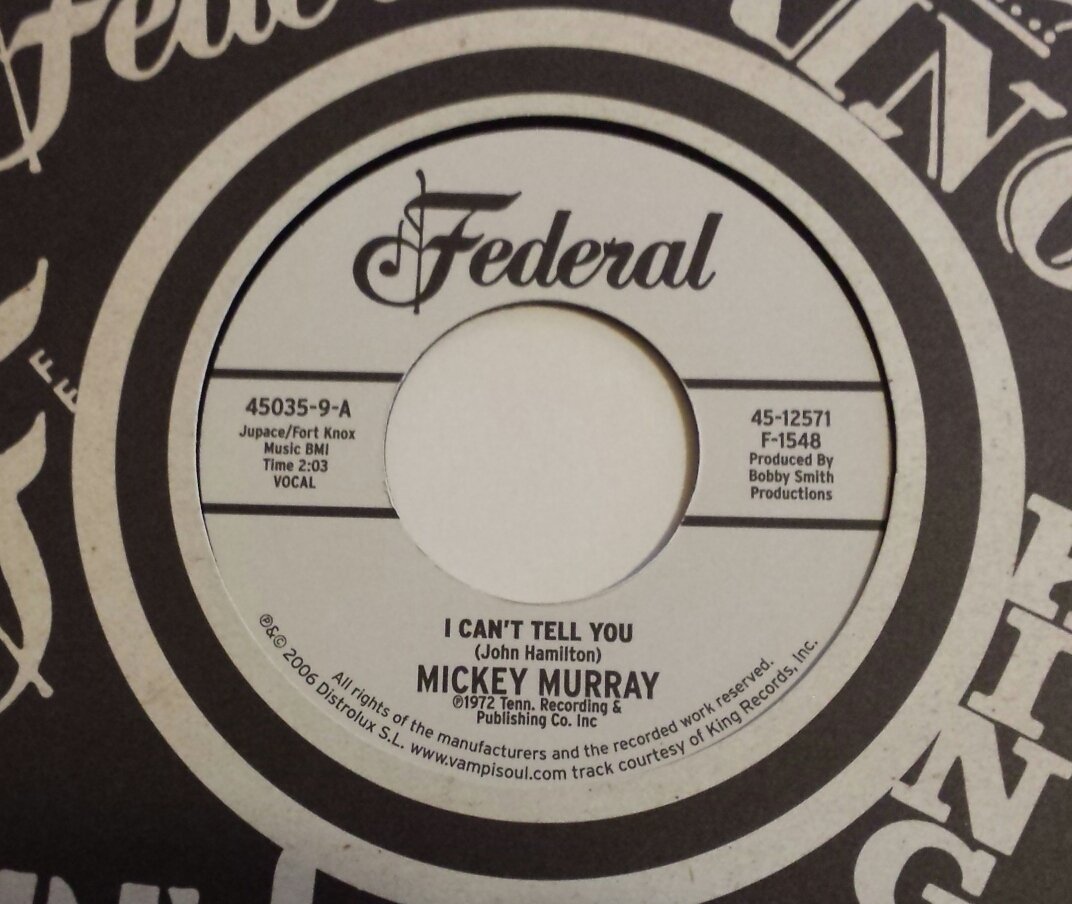 Federal
45035-9-A
Jupace/Fort Knox
Music BMI
Time 2:03
VOCAL
45-12571
F-1548
Produced By
Bobby Smith
Productions
I CAN'T TELL YOU
(John Hamilton)
MICKEY MURRAY
℗1972 Tenn. Recording &
Publishing Co. Inc
All rights of the manufacturers and the recorded work reserved.
℗&© 2006 Distrolux S.L. www.vampisoul.com track courtesy of King Records, Inc.
KING